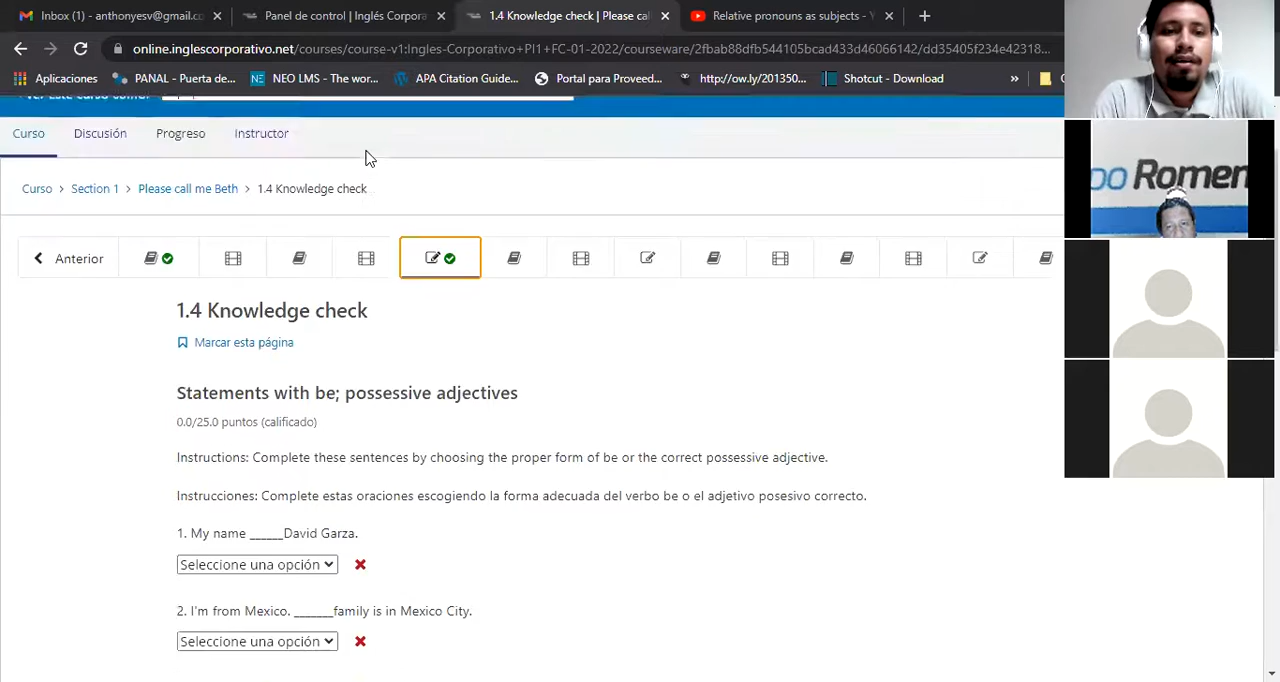 Inbox (1) - anthonyesv@gmail.co
Panel de control | Inglés Corpora
1.4 Knowledge check | Please cal
Relative pronouns as subjects - Y
online.inglescorporativo.net/courses/course-v1:Ingles-Corporativo+PI1+FC-01-2022/courseware/2fbab88dfb544105bcad433d46066142/dd35405f234e42318...
Aplicaciones
PANAL - Puerta de...
NEO LMS - The wor...
APA Citation Guide...
Portal para Proveed...
http://ow.ly/201350...
Shotcut - Download
»
Curso
Discusión
Progreso
Instructor
Curso > Section 1 > Please call me Beth > 1.4 Knowledge check
Anterior
1.4 Knowledge check
Marcar esta página
Statements with be; possessive adjectives
0.0/25.0 puntos (calificado)
Instructions: Complete these sentences by choosing the proper form of be or the correct possessive adjective.
Instrucciones: Complete estas oraciones escogiendo la forma adecuada del verbo be o el adjetivo posesivo correcto.
1. My name ______David Garza.
Seleccione una opción
2. I'm from Mexico. _______family is in Mexico City.
Seleccione una opción
Romen